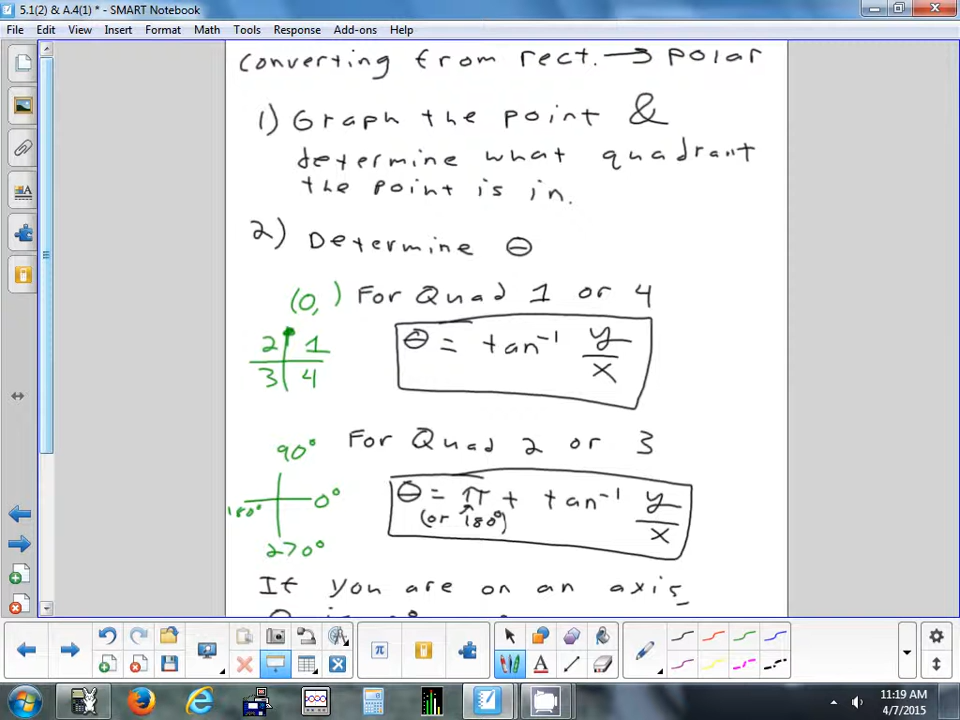 5.1(2) & A.4(1) * - SMART Notebook
File Edit View Insert Format Math Tools Response Add-ons Help
converting from rect. → polar
1) Graph the point &
determine what quadrant
the point is in.
2) Determine θ
(0, ) For Quad 1 or 4
2 1
3 4
θ = tan⁻¹ y/x
For Quad 2 or 3
90°
180° 0°
270°
θ = π + tan⁻¹ y/x
(or 180°)
If you are on an axis,
π
A
11:19 AM
4/7/2015